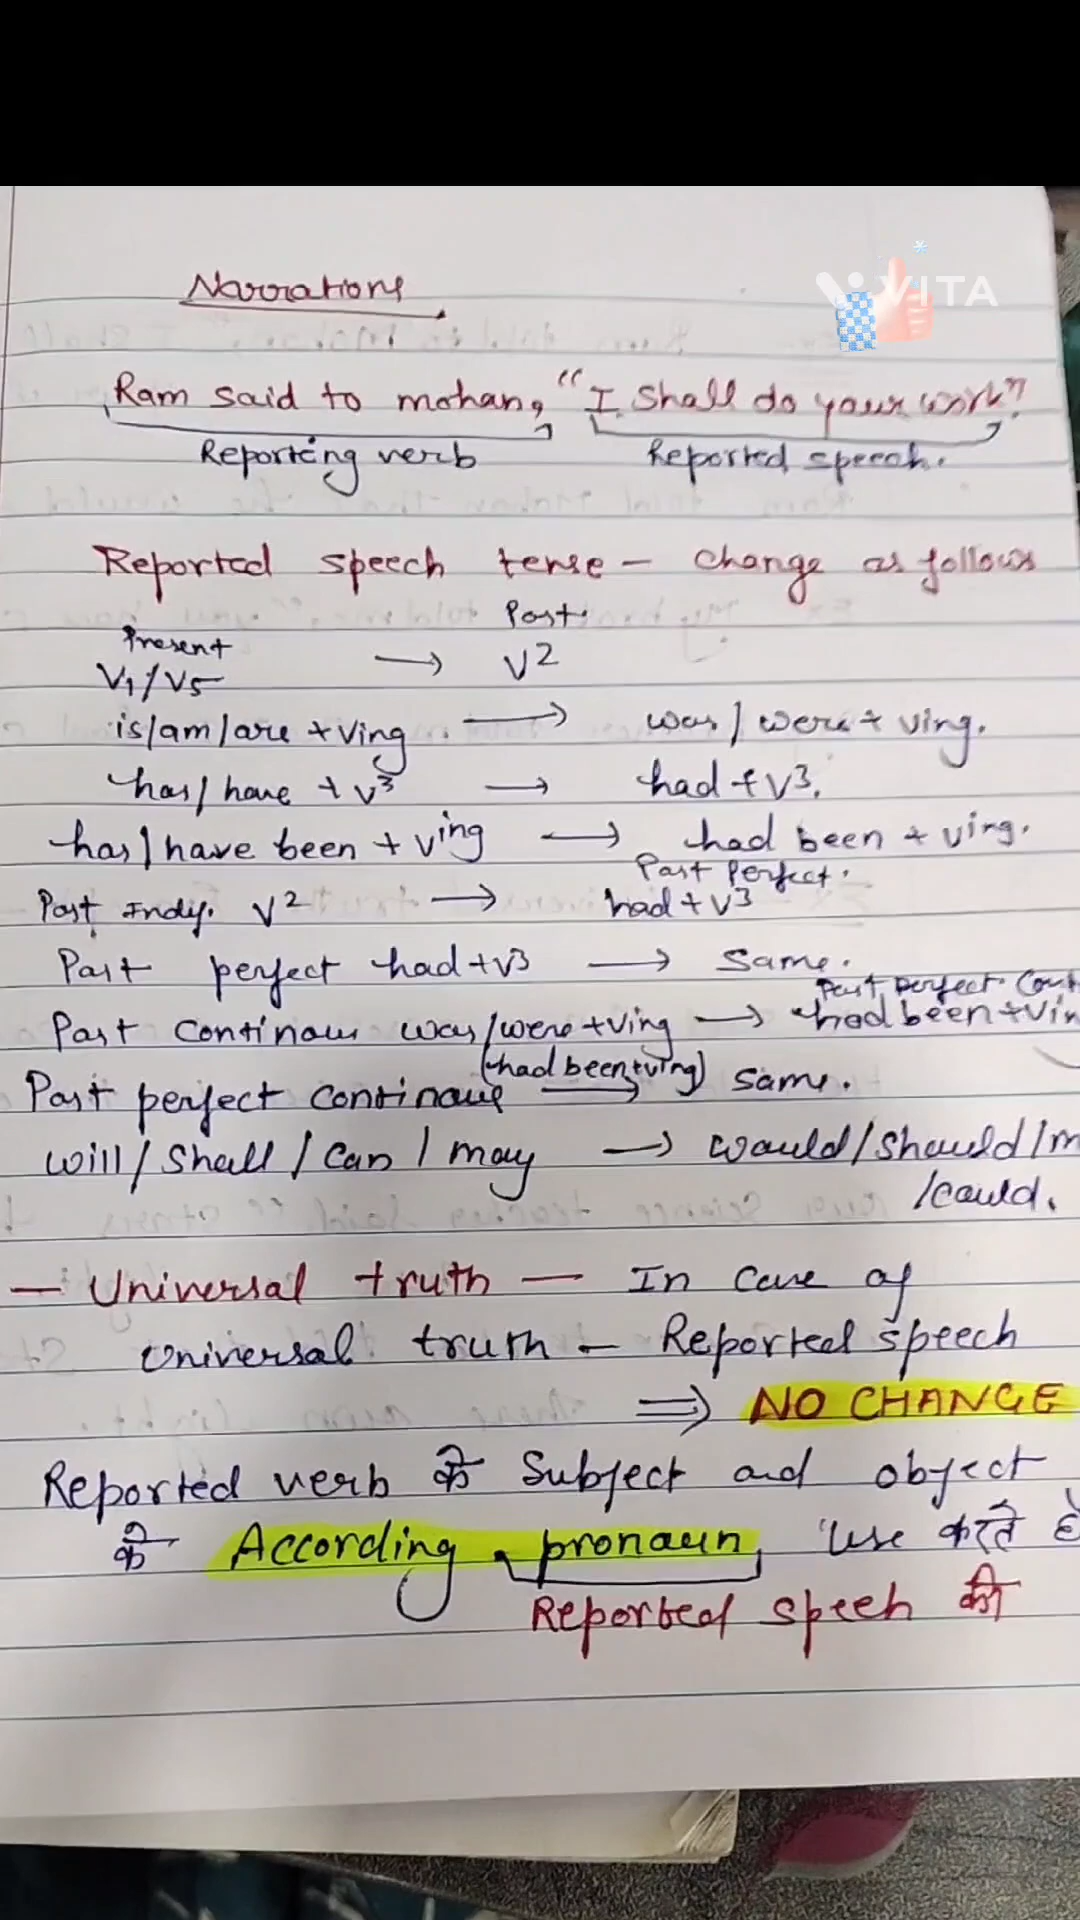 VITA
Narrations
Ram said to mohan, "I shall do your work"
Reporting verb Reported speech.
Reported speech tense - change as follows
Present Past.
V1/V5 → V2
is/am/are + Ving → was/were + Ving.
has/have + V3 → had + V3.
has/have been + Ving → had been + Ving.
Past Perfect.
Past Indf. V2 → had + V3
Past perfect had + V3 → Same.
Past perfect. Cont
Past continous was/were + Ving → had been + Vin
(had been + Ving)
Past perfect continous → same.
will/Shall/Can/may → would/should/m
/could.
- Universal truth - In case of
universal truth - Reported speech
⇒ NO CHANGE
Reported verb के Subject and object
के According pronoun use करते है
Reported speech की